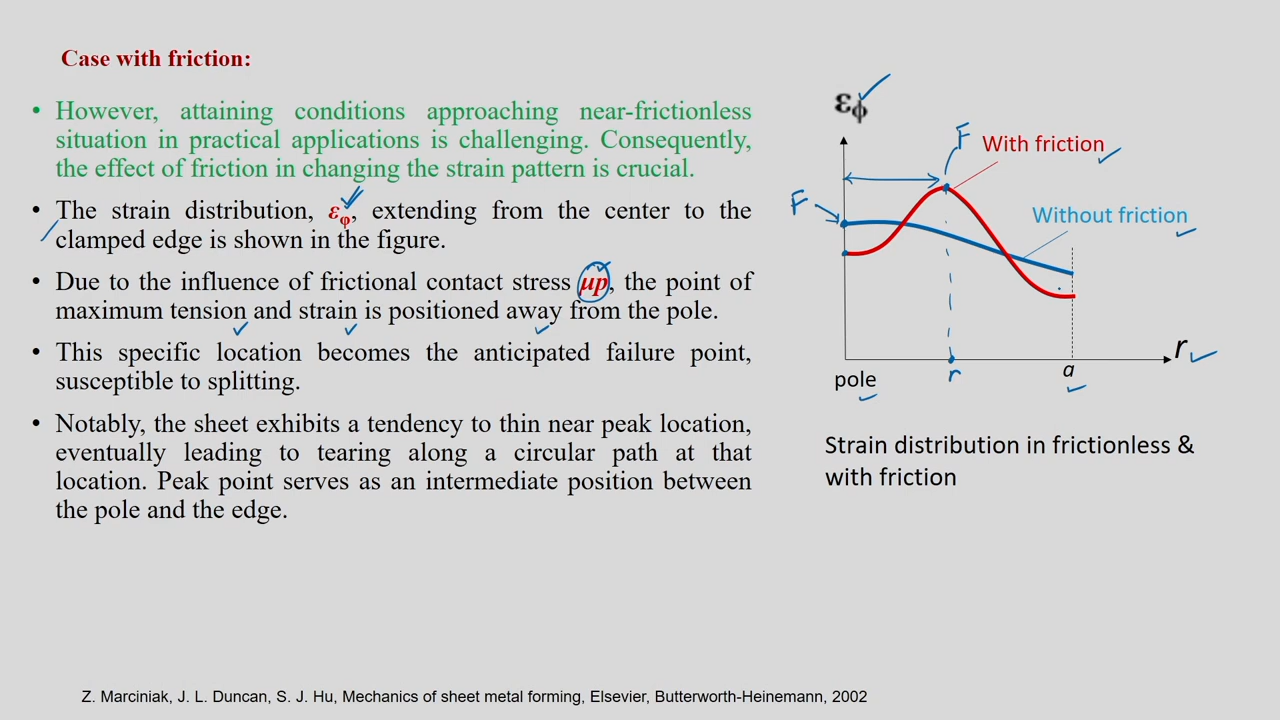 Case with friction:
• However, attaining conditions approaching near-frictionless
situation in practical applications is challenging. Consequently,
the effect of friction in changing the strain pattern is crucial.
• The strain distribution, εφ, extending from the center to the
clamped edge is shown in the figure.
• Due to the influence of frictional contact stress μp, the point of
maximum tension and strain is positioned away from the pole.
• This specific location becomes the anticipated failure point,
susceptible to splitting.
• Notably, the sheet exhibits a tendency to thin near peak location,
eventually leading to tearing along a circular path at that
location. Peak point serves as an intermediate position between
the pole and the edge.
εϕ
F
With friction
F
Without friction
r
pole
r
a
Strain distribution in frictionless &
with friction
Z. Marciniak, J. L. Duncan, S. J. Hu, Mechanics of sheet metal forming, Elsevier, Butterworth-Heinemann, 2002